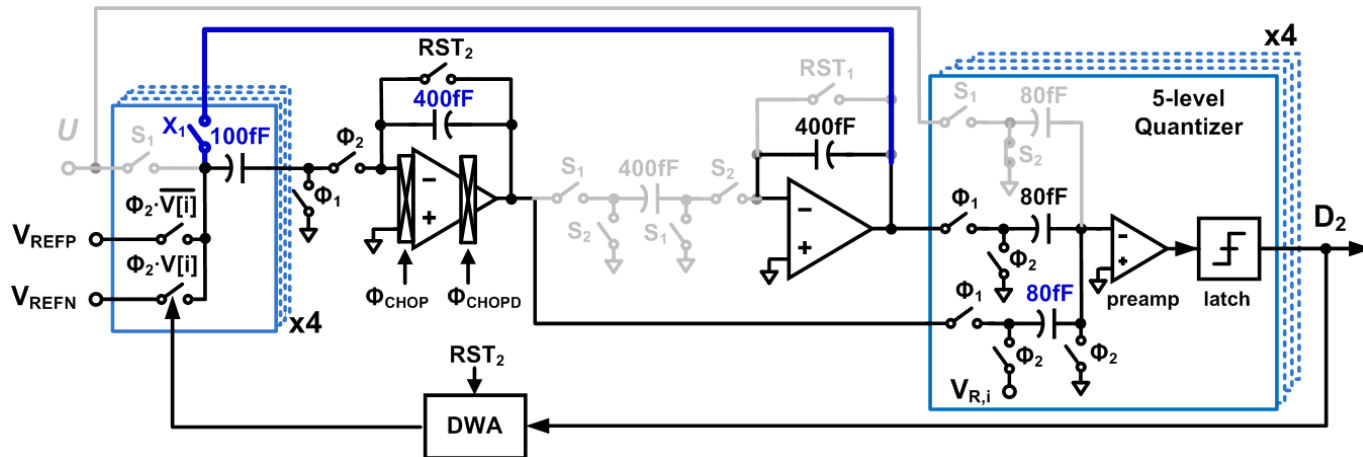 x4
RST₂
RST₁
S₁
80fF
5-level
Quantizer
U
S₁
X₁
100fF
Φ₂
400fF
400fF
S₂
Φ₁
S₁
400fF
S₂
Φ₁
80fF
D₂
Φ₂·V̅[̅i̅]̅
S₂
S₁
V_REFP
Φ₂·V[i]
Φ₂
V_REFN
Φ_CHOP
Φ_CHOPD
Φ₁
80fF
preamp
latch
x4
Φ₂
Φ₂
RST₂
V_R,i
DWA
−
+
−
+
−
+